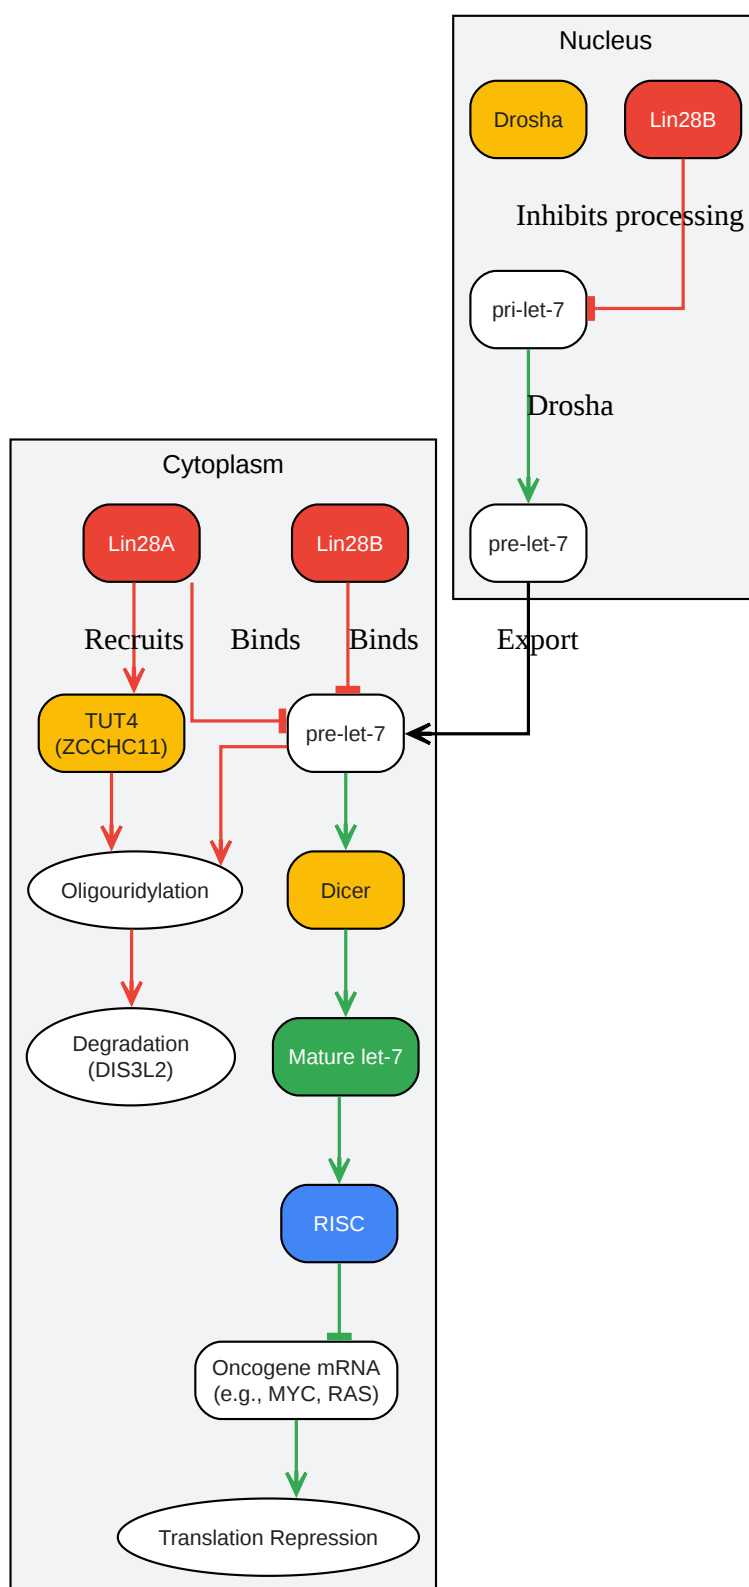 Nucleus
Drosha
Lin28B
Inhibits processing
pri-let-7
Drosha
pre-let-7
Export
Cytoplasm
Lin28A
Lin28B
Recruits
Binds
Binds
TUT4
(ZCCHC11)
pre-let-7
Oligouridylation
Dicer
Degradation
(DIS3L2)
Mature let-7
RISC
Oncogene mRNA
(e.g., MYC, RAS)
Translation Repression